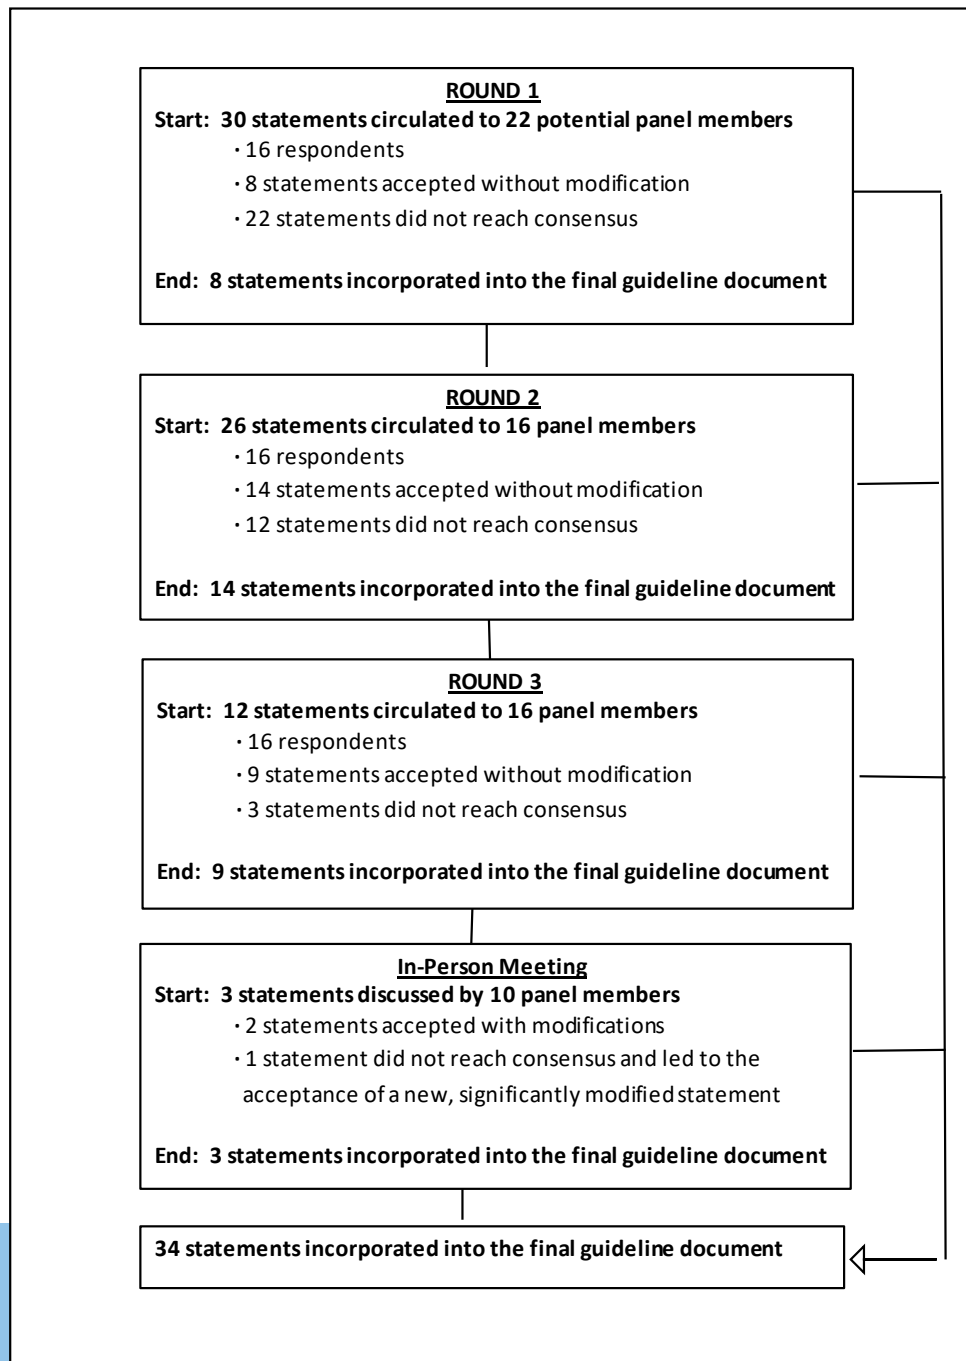 ROUND 1
Start: 30 statements circulated to 22 potential panel members
· 16 respondents
· 8 statements accepted without modification
· 22 statements did not reach consensus
End: 8 statements incorporated into the final guideline document
ROUND 2
Start: 26 statements circulated to 16 panel members
· 16 respondents
· 14 statements accepted without modification
· 12 statements did not reach consensus
End: 14 statements incorporated into the final guideline document
ROUND 3
Start: 12 statements circulated to 16 panel members
· 16 respondents
· 9 statements accepted without modification
· 3 statements did not reach consensus
End: 9 statements incorporated into the final guideline document
In-Person Meeting
Start: 3 statements discussed by 10 panel members
· 2 statements accepted with modifications
· 1 statement did not reach consensus and led to the
acceptance of a new, significantly modified statement
End: 3 statements incorporated into the final guideline document
34 statements incorporated into the final guideline document